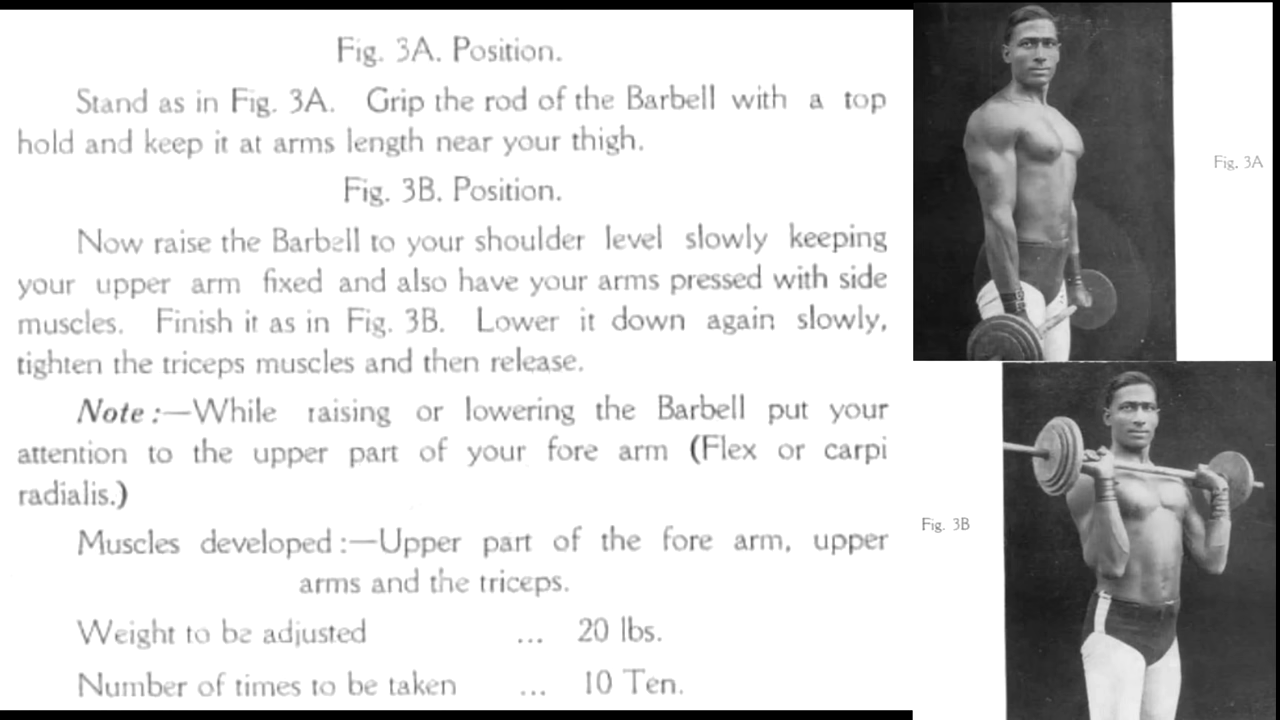 Fig. 3A. Position.
Stand as in Fig. 3A. Grip the rod of the Barbell with a top
hold and keep it at arms length near your thigh.
Fig. 3B. Position.
Now raise the Barbell to your shoulder level slowly keeping
your upper arm fixed and also have your arms pressed with side
muscles. Finish it as in Fig. 3B. Lower it down again slowly,
tighten the triceps muscles and then release.
Note :—While raising or lowering the Barbell put your
attention to the upper part of your fore arm (Flex or carpi
radialis.)
Muscles developed :—Upper part of the fore arm, upper
arms and the triceps.
Weight to be adjusted ... 20 lbs.
Number of times to be taken ... 10 Ten.
Fig. 3A
Fig. 3B